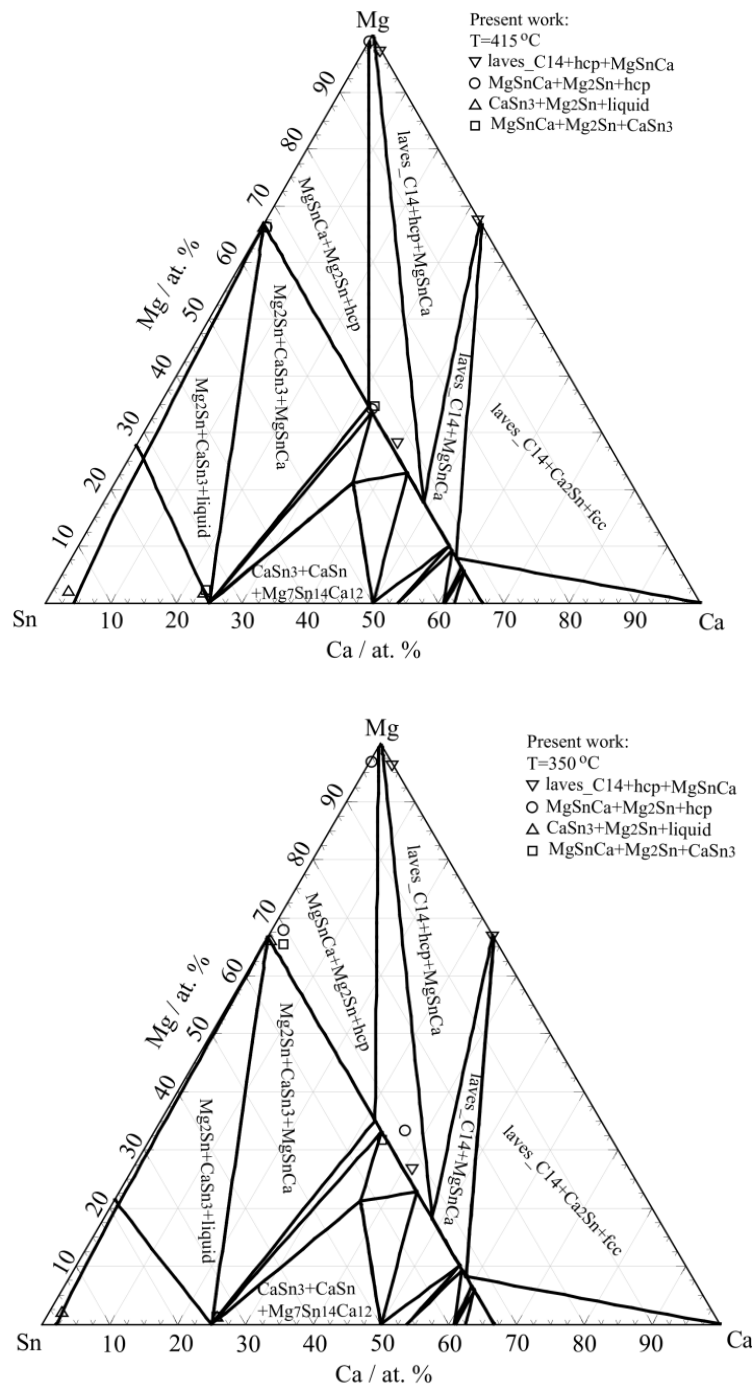 Mg
Present work:
T=415 °C
▽ laves_C14+hcp+MgSnCa
○ MgSnCa+Mg2Sn+hcp
△ CaSn3+Mg2Sn+liquid
□ MgSnCa+Mg2Sn+CaSn3
90
80
70
60
50
40
30
20
10
Mg / at. %
laves_C14+hcp+MgSnCa
MgSnCa+Mg2Sn+hcp
Mg2Sn+CaSn3+MgSnCa
Mg2Sn+CaSn3+liquid
laves_C14+MgSnCa
laves_C14+Ca2Sn+fcc
CaSn3+CaSn
+Mg7Sn14Ca12
Sn
10 20 30 40 50 60 70 80 90
Ca
Ca / at. %
Mg
Present work:
T=350 °C
▽ laves_C14+hcp+MgSnCa
○ MgSnCa+Mg2Sn+hcp
△ CaSn3+Mg2Sn+liquid
□ MgSnCa+Mg2Sn+CaSn3
90
80
70
60
50
40
30
20
10
Mg / at. %
laves_C14+hcp+MgSnCa
MgSnCa+Mg2Sn+hcp
Mg2Sn+CaSn3+MgSnCa
Mg2Sn+CaSn3+liquid
laves_C14+MgSnCa
laves_C14+Ca2Sn+fcc
CaSn3+CaSn
+Mg7Sn14Ca12
Sn
10 20 30 40 50 60 70 80 90
Ca
Ca / at. %